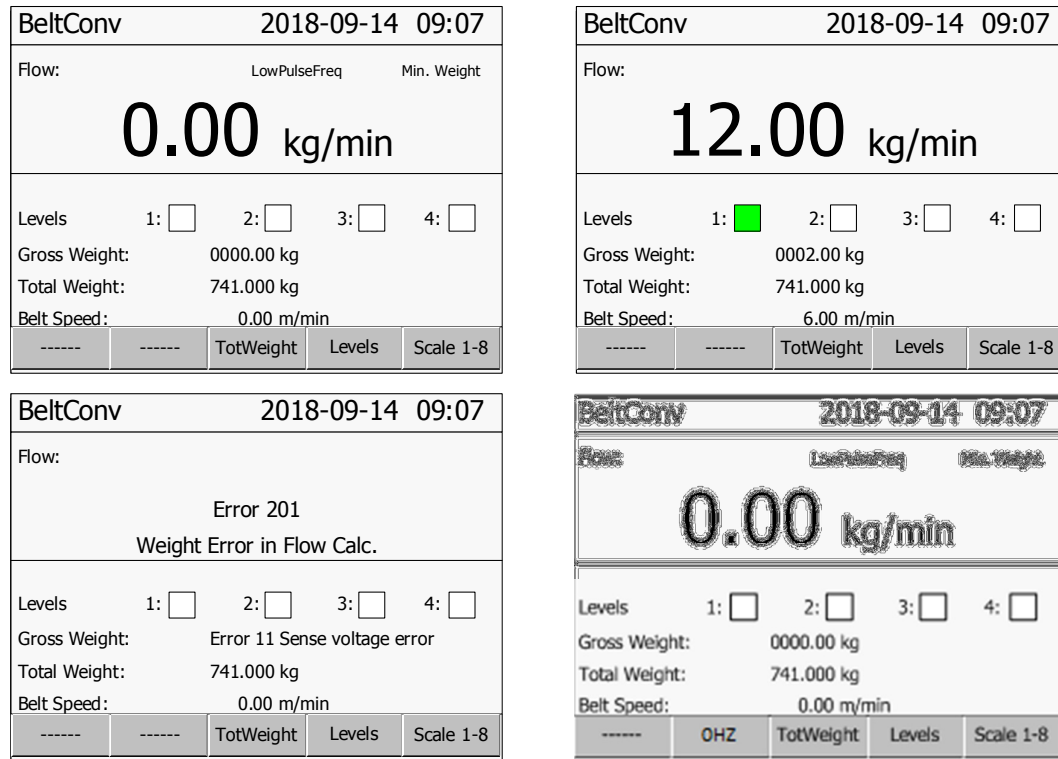 BeltConv 2018-09-14 09:07
Flow: LowPulseFreq Min. Weight
0.00 kg/min
Levels 1: 2: 3: 4:
Gross Weight: 0000.00 kg
Total Weight: 741.000 kg
Belt Speed: 0.00 m/min
------ ------ TotWeight Levels Scale 1-8
BeltConv 2018-09-14 09:07
Flow:
12.00 kg/min
Levels 1: 2: 3: 4:
Gross Weight: 0002.00 kg
Total Weight: 741.000 kg
Belt Speed: 6.00 m/min
------ ------ TotWeight Levels Scale 1-8
BeltConv 2018-09-14 09:07
Flow:
Error 201
Weight Error in Flow Calc.
Levels 1: 2: 3: 4:
Gross Weight: Error 11 Sense voltage error
Total Weight: 741.000 kg
Belt Speed: 0.00 m/min
------ ------ TotWeight Levels Scale 1-8
BeltConv 2018-09-14 09:07
Flow: LowPulseFreq Min. Weight
0.00 kg/min
Levels 1: 2: 3: 4:
Gross Weight: 0000.00 kg
Total Weight: 741.000 kg
Belt Speed: 0.00 m/min
------ OHZ TotWeight Levels Scale 1-8